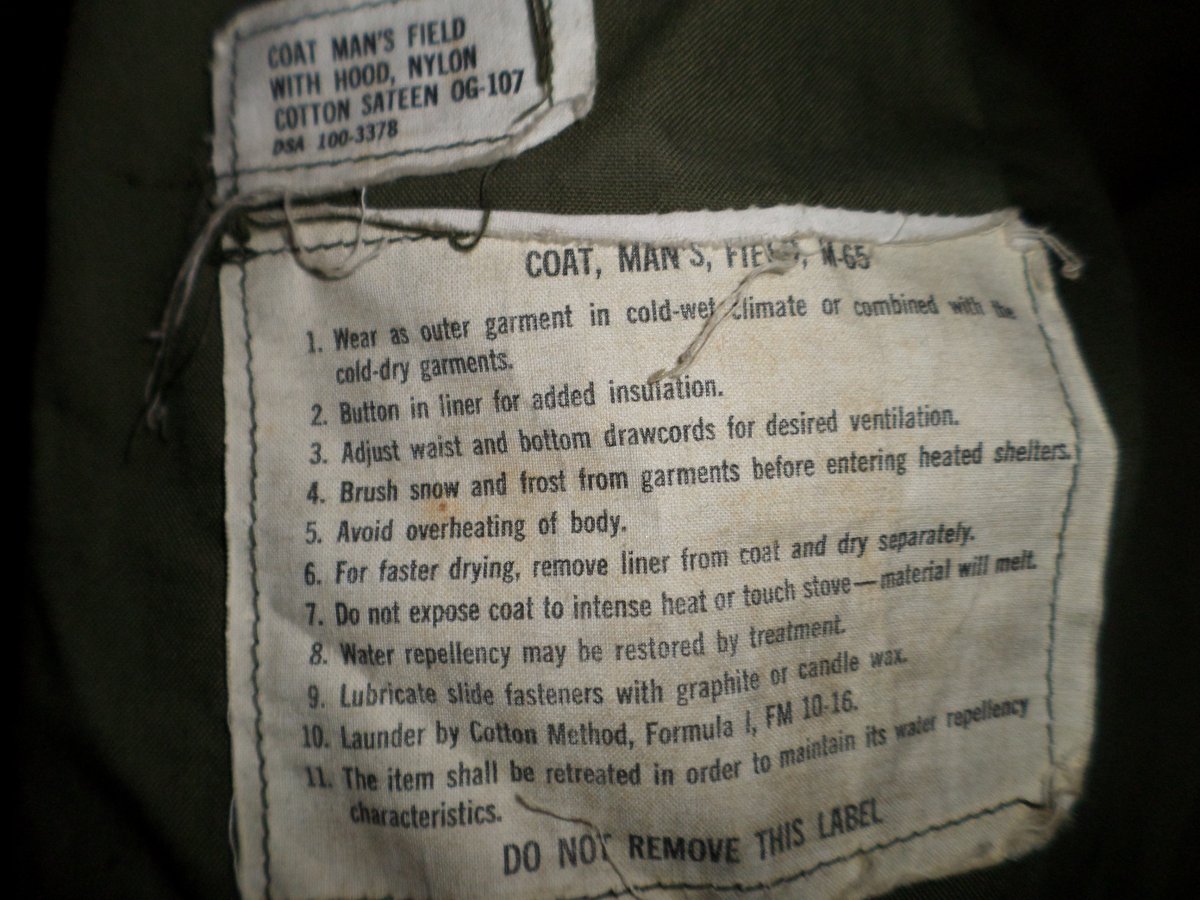 COAT MAN'S FIELD
WITH HOOD, NYLON
COTTON SATEEN OG-107
DSA 100-3378
COAT, MAN'S, FIELD, M-65
1. Wear as outer garment in cold-wet climate or combined with the
cold-dry garments.
2. Button in liner for added insulation.
3. Adjust waist and bottom drawcords for desired ventilation.
4. Brush snow and frost from garments before entering heated shelters.
5. Avoid overheating of body.
6. For faster drying, remove liner from coat and dry separately.
7. Do not expose coat to intense heat or touch stove—material will melt.
8. Water repellency may be restored by treatment.
9. Lubricate slide fasteners with graphite or candle wax.
10. Launder by Cotton Method, Formula I, FM 10-16.
11. The item shall be retreated in order to maintain its water repellency
characteristics.
DO NOT REMOVE THIS LABEL